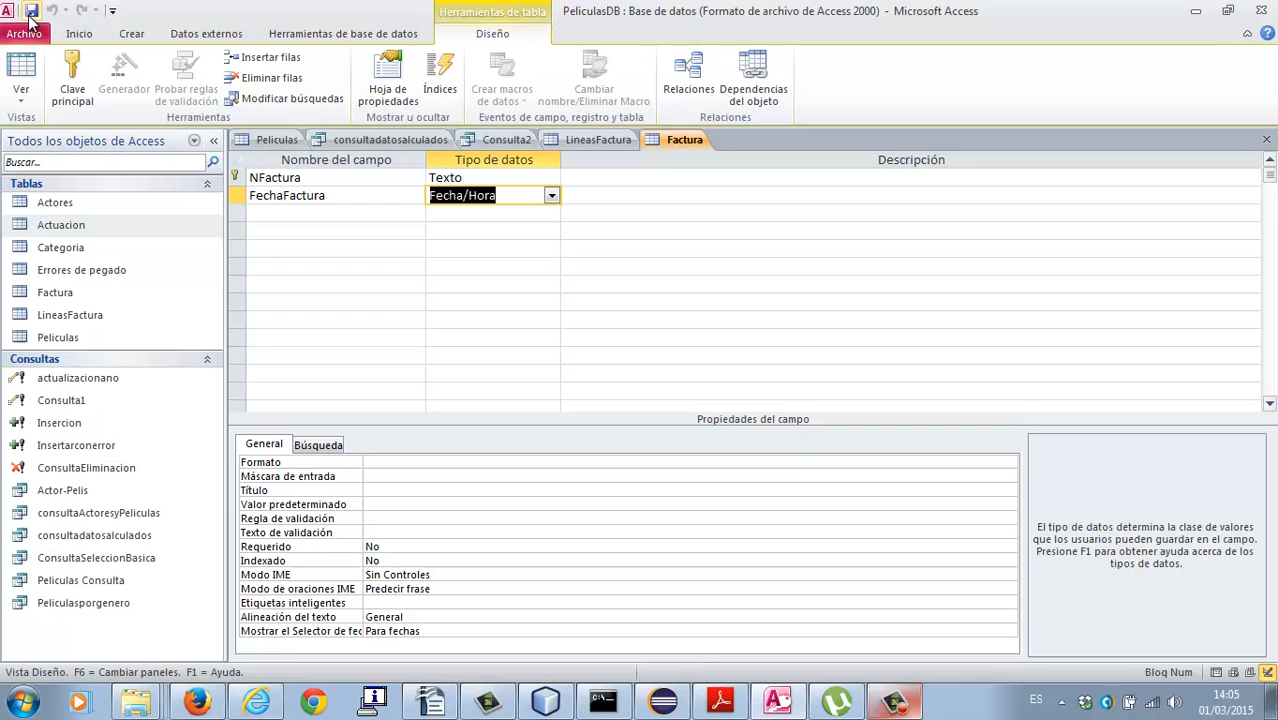 Herramientas de tabla
PeliculasDB : Base de datos (Formato de archivo de Access 2000) - Microsoft Access
Archivo
Inicio
Crear
Datos externos
Herramientas de base de datos
Diseño
Ver
Clave principal
Generador
Probar reglas de validación
Insertar filas
Eliminar filas
Modificar búsquedas
Hoja de propiedades
Índices
Crear macros de datos
Cambiar nombre/Eliminar Macro
Relaciones
Dependencias del objeto
Vistas
Herramientas
Mostrar u ocultar
Eventos de campo, registro y tabla
Relaciones
Todos los objetos de Access
Buscar...
Tablas
Actores
Actuacion
Categoria
Errores de pegado
Factura
LineasFactura
Peliculas
Consultas
actualizacionano
Consulta1
Insercion
Insertarconerror
ConsultaEliminacion
Actor-Pelis
consultaActoresyPeliculas
consultadatosalculados
ConsultaSeleccionBasica
Peliculas Consulta
Peliculasporgenero
Peliculas
consultadatosalculados
Consulta2
LineasFactura
Factura
Nombre del campo
Tipo de datos
Descripción
NFactura
Texto
FechaFactura
Fecha/Hora
Propiedades del campo
General
Búsqueda
Formato
Máscara de entrada
Título
Valor predeterminado
Regla de validación
Texto de validación
Requerido No
Indexado No
Modo IME Sin Controles
Modo de oraciones IME Predecir frase
Etiquetas inteligentes
Alineación del texto General
Mostrar el Selector de fec Para fechas
El tipo de datos determina la clase de valores
que los usuarios pueden guardar en el campo.
Presione F1 para obtener ayuda acerca de los
tipos de datos.
Vista Diseño. F6 = Cambiar paneles. F1 = Ayuda.
Bloq Num
ES
14:05
01/03/2015